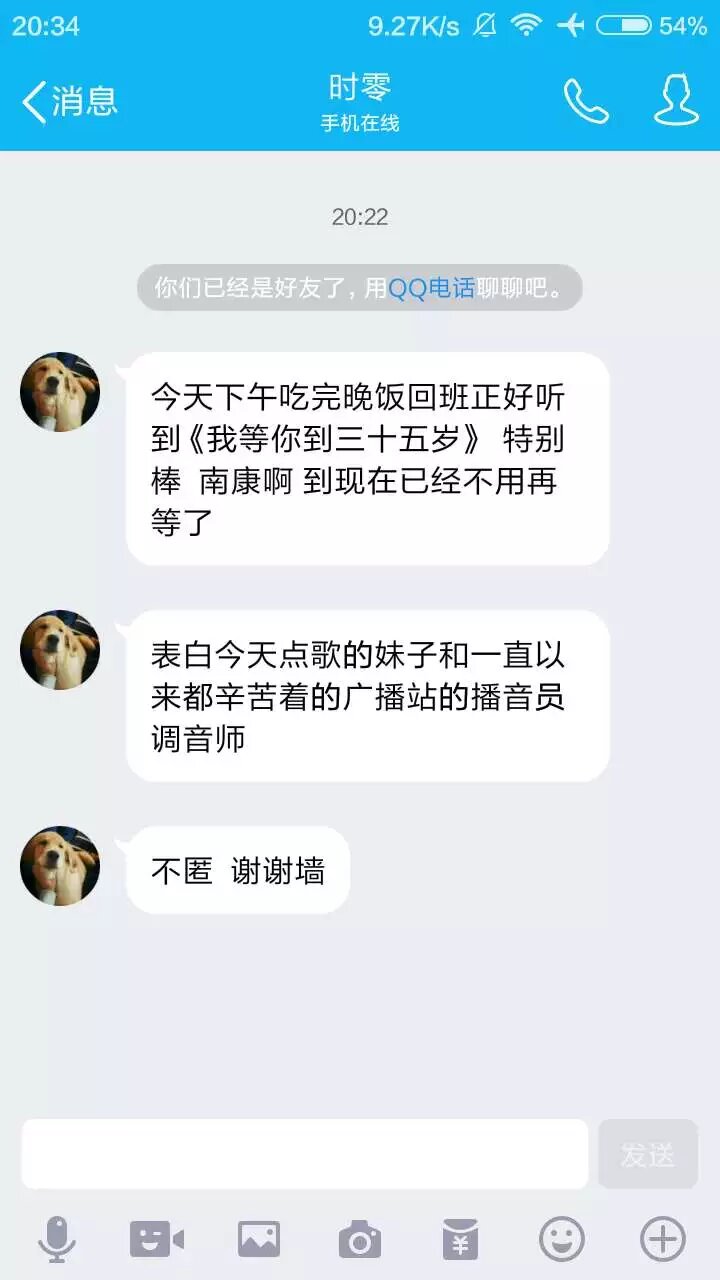 20:34
9.27K/s
54%
消息
时零
手机在线
20:22
你们已经是好友了,用QQ电话聊聊吧。
今天下午吃完晚饭回班正好听
到《我等你到三十五岁》 特别
棒 南康啊 到现在已经不用再
等了
表白今天点歌的妹子和一直以
来都辛苦着的广播站的播音员
调音师
不匿 谢谢墙
发送